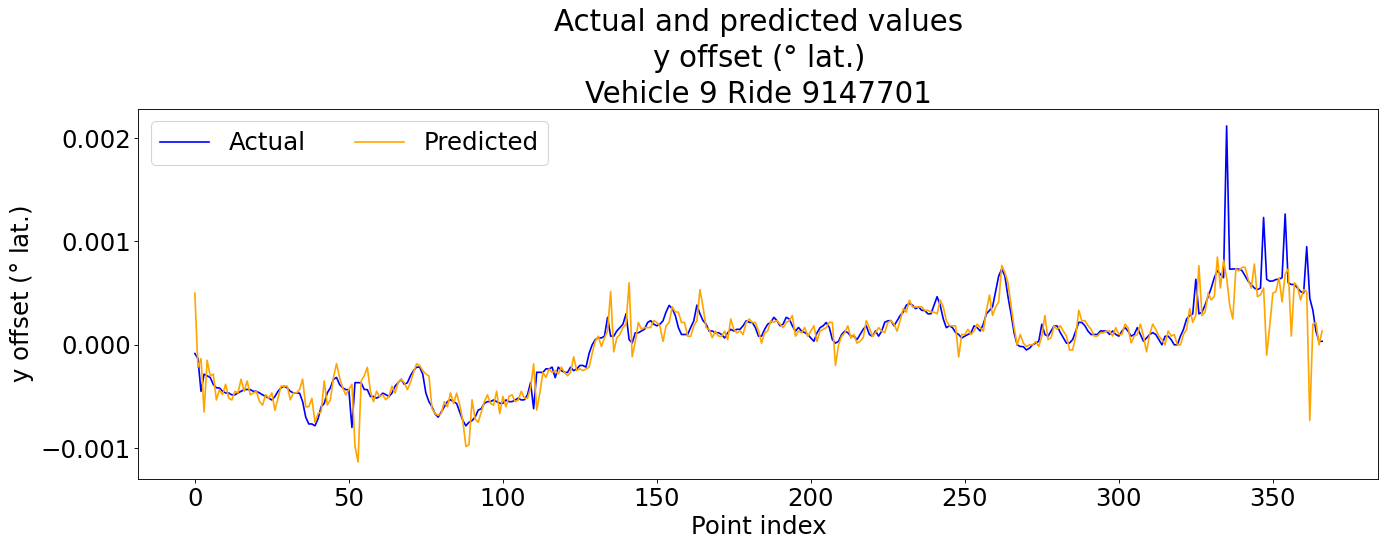 Actual and predicted values
y offset (° lat.)
Vehicle 9 Ride 9147701
Actual
Predicted
y offset (° lat.)
0.002
0.001
0.000
−0.001
0
50
100
150
200
250
300
350
Point index